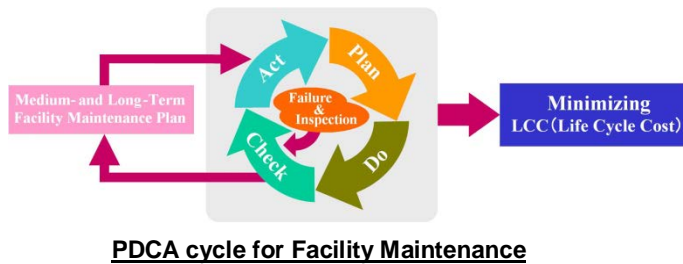 Medium- and Long-Term
Facility Maintenance Plan
Act
Plan
Failure
&
Inspection
Check
Do
Minimizing
LCC(Life Cycle Cost)
PDCA cycle for Facility Maintenance